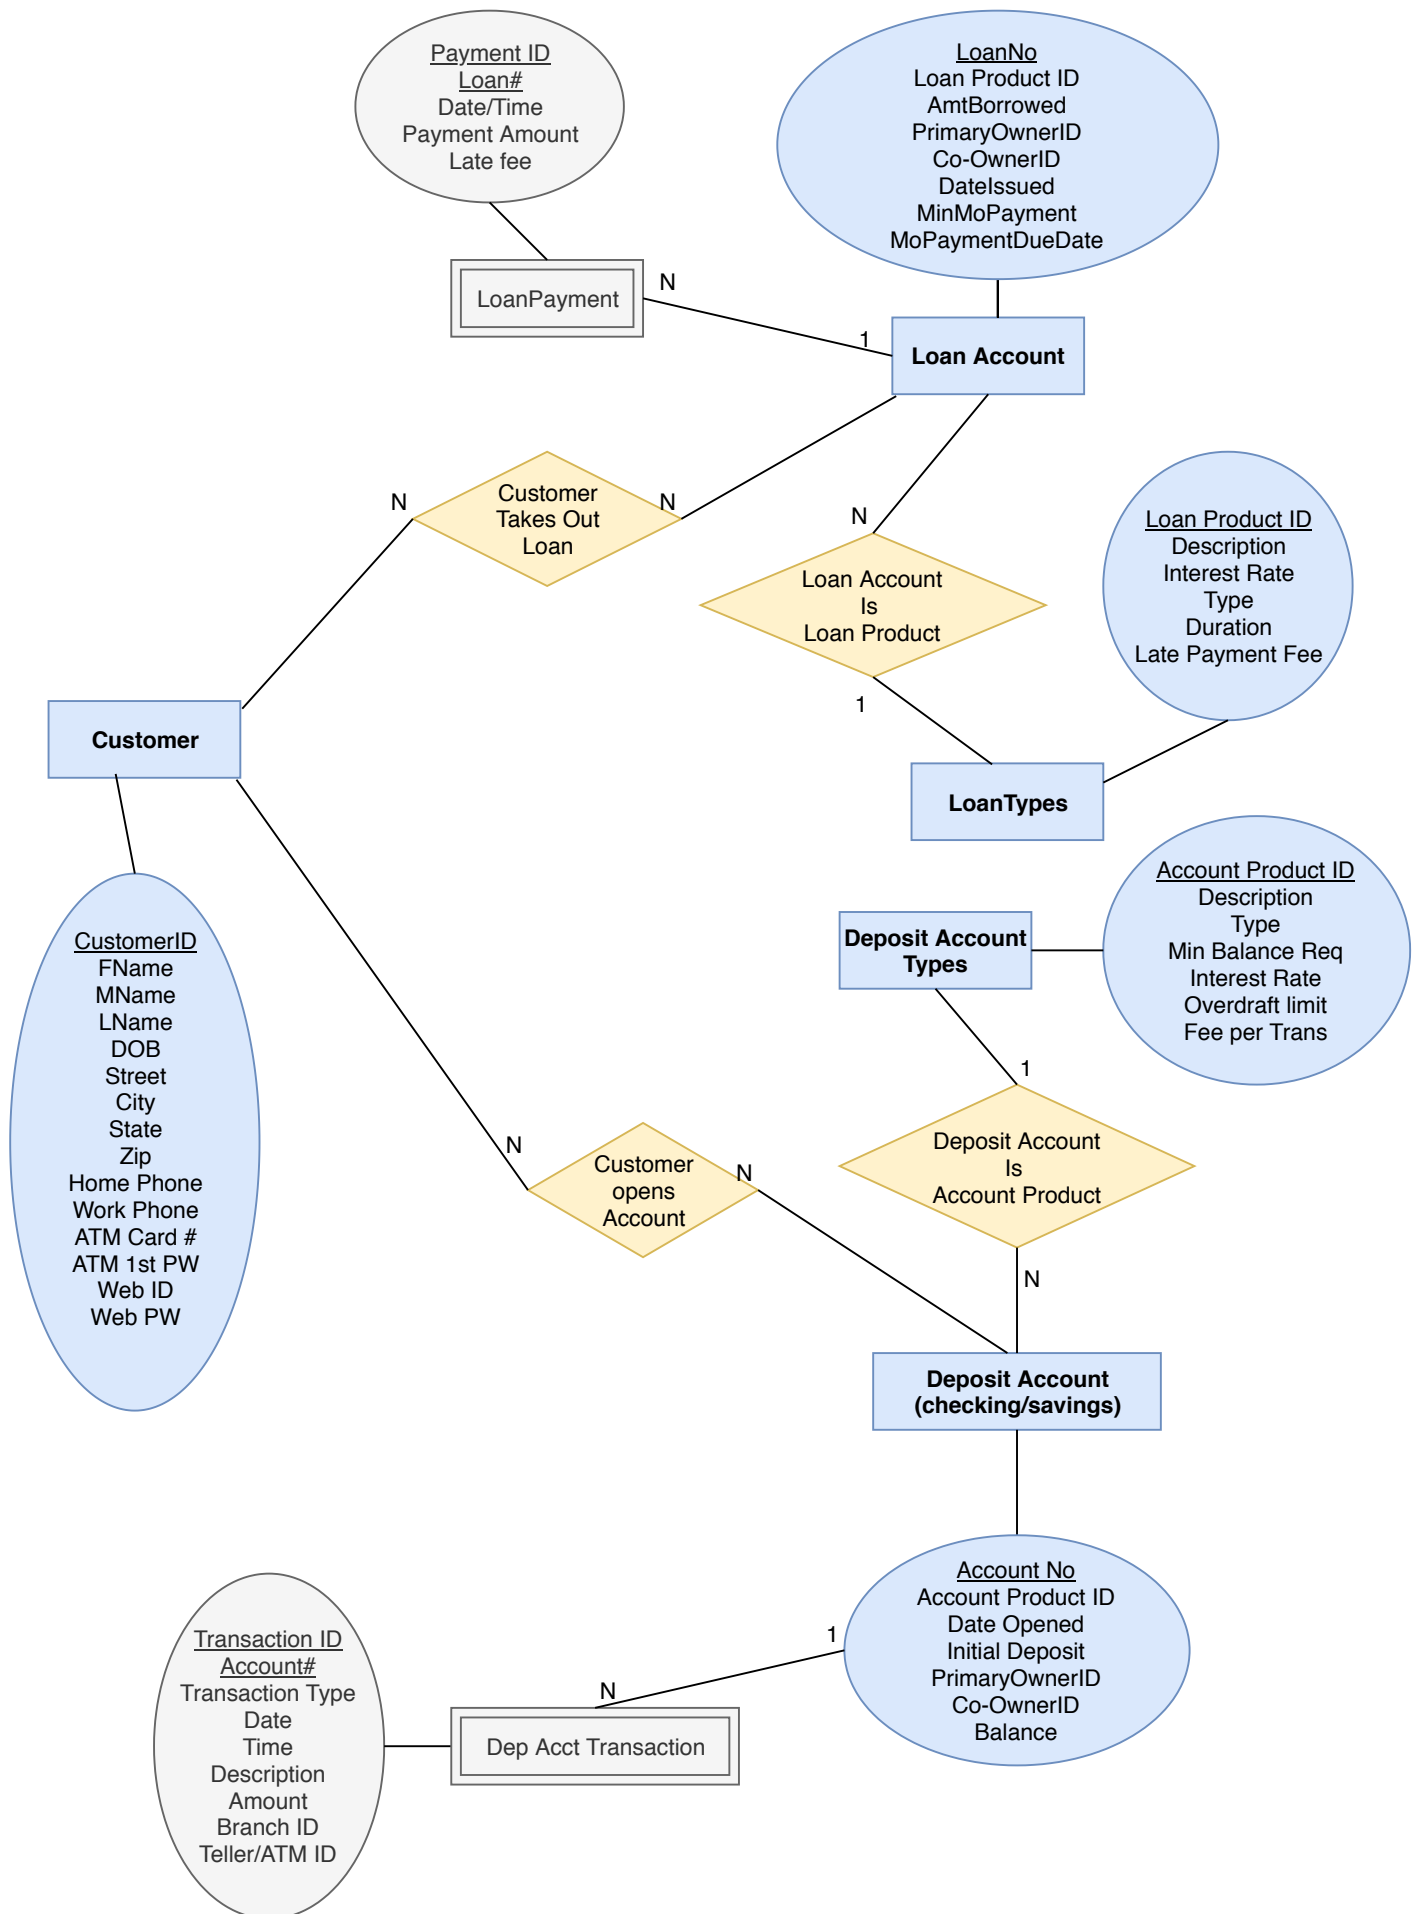 Payment ID
Loan#
Date/Time
Payment Amount
Late fee
LoanNo
Loan Product ID
AmtBorrowed
PrimaryOwnerID
Co-OwnerID
DateIssued
MinMoPayment
MoPaymentDueDate
LoanPayment
N
1
Loan Account
Customer
Takes Out
Loan
N
N
N
Loan Account
Is
Loan Product
1
Loan Product ID
Description
Interest Rate
Type
Duration
Late Payment Fee
Customer
LoanTypes
CustomerID
FName
MName
LName
DOB
Street
City
State
Zip
Home Phone
Work Phone
ATM Card #
ATM 1st PW
Web ID
Web PW
Deposit Account
Types
Account Product ID
Description
Type
Min Balance Req
Interest Rate
Overdraft limit
Fee per Trans
1
Deposit Account
Is
Account Product
N
N
Customer
opens
Account
N
Deposit Account
(checking/savings)
Account No
Account Product ID
Date Opened
Initial Deposit
PrimaryOwnerID
Co-OwnerID
Balance
1
N
Dep Acct Transaction
Transaction ID
Account#
Transaction Type
Date
Time
Description
Amount
Branch ID
Teller/ATM ID